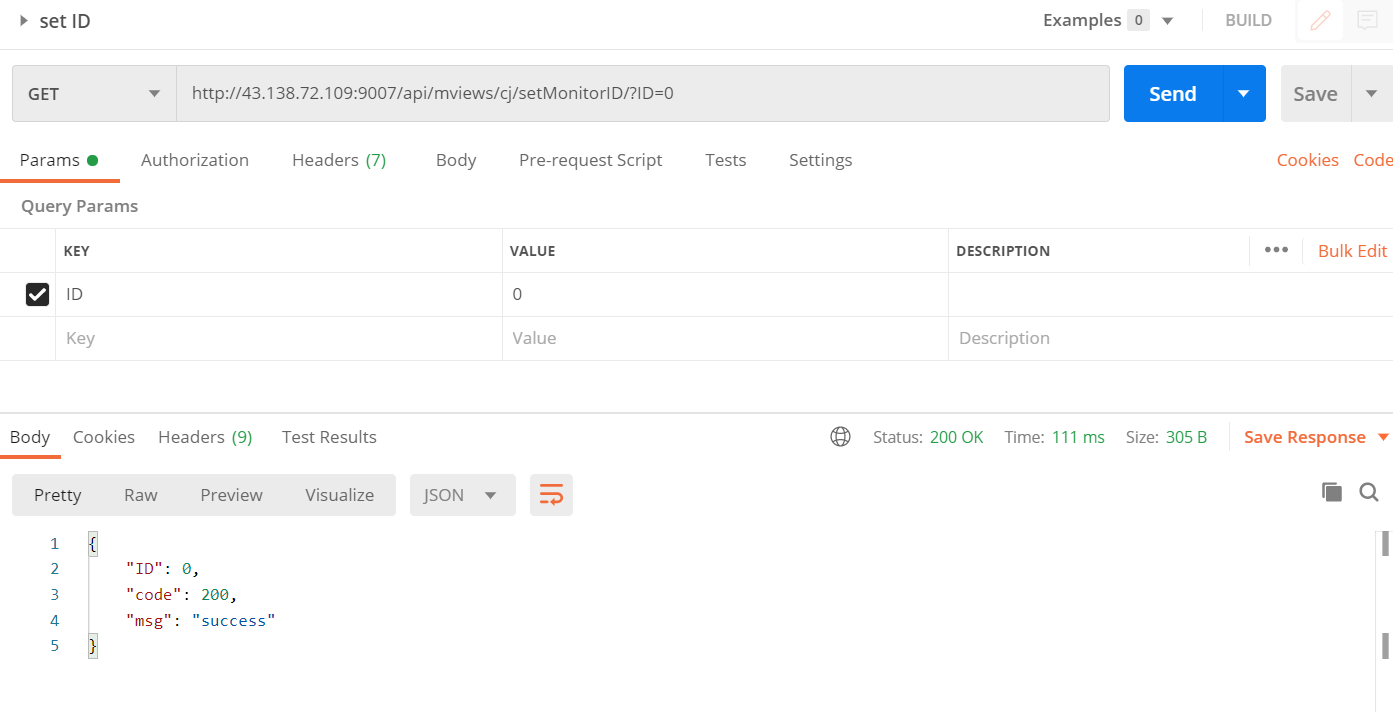 set ID Examples 0 BUILD
GET http://43.138.72.109:9007/api/mviews/cj/setMonitorID/?ID=0 Send Save
Params Authorization Headers (7) Body Pre-request Script Tests Settings Cookies Code
Query Params
KEY VALUE DESCRIPTION ••• Bulk Edit
ID 0
Key Value Description
Body Cookies Headers (9) Test Results Status: 200 OK Time: 111 ms Size: 305 B Save Response
Pretty Raw Preview Visualize JSON
1 {
2 "ID": 0,
3 "code": 200,
4 "msg": "success"
5 }